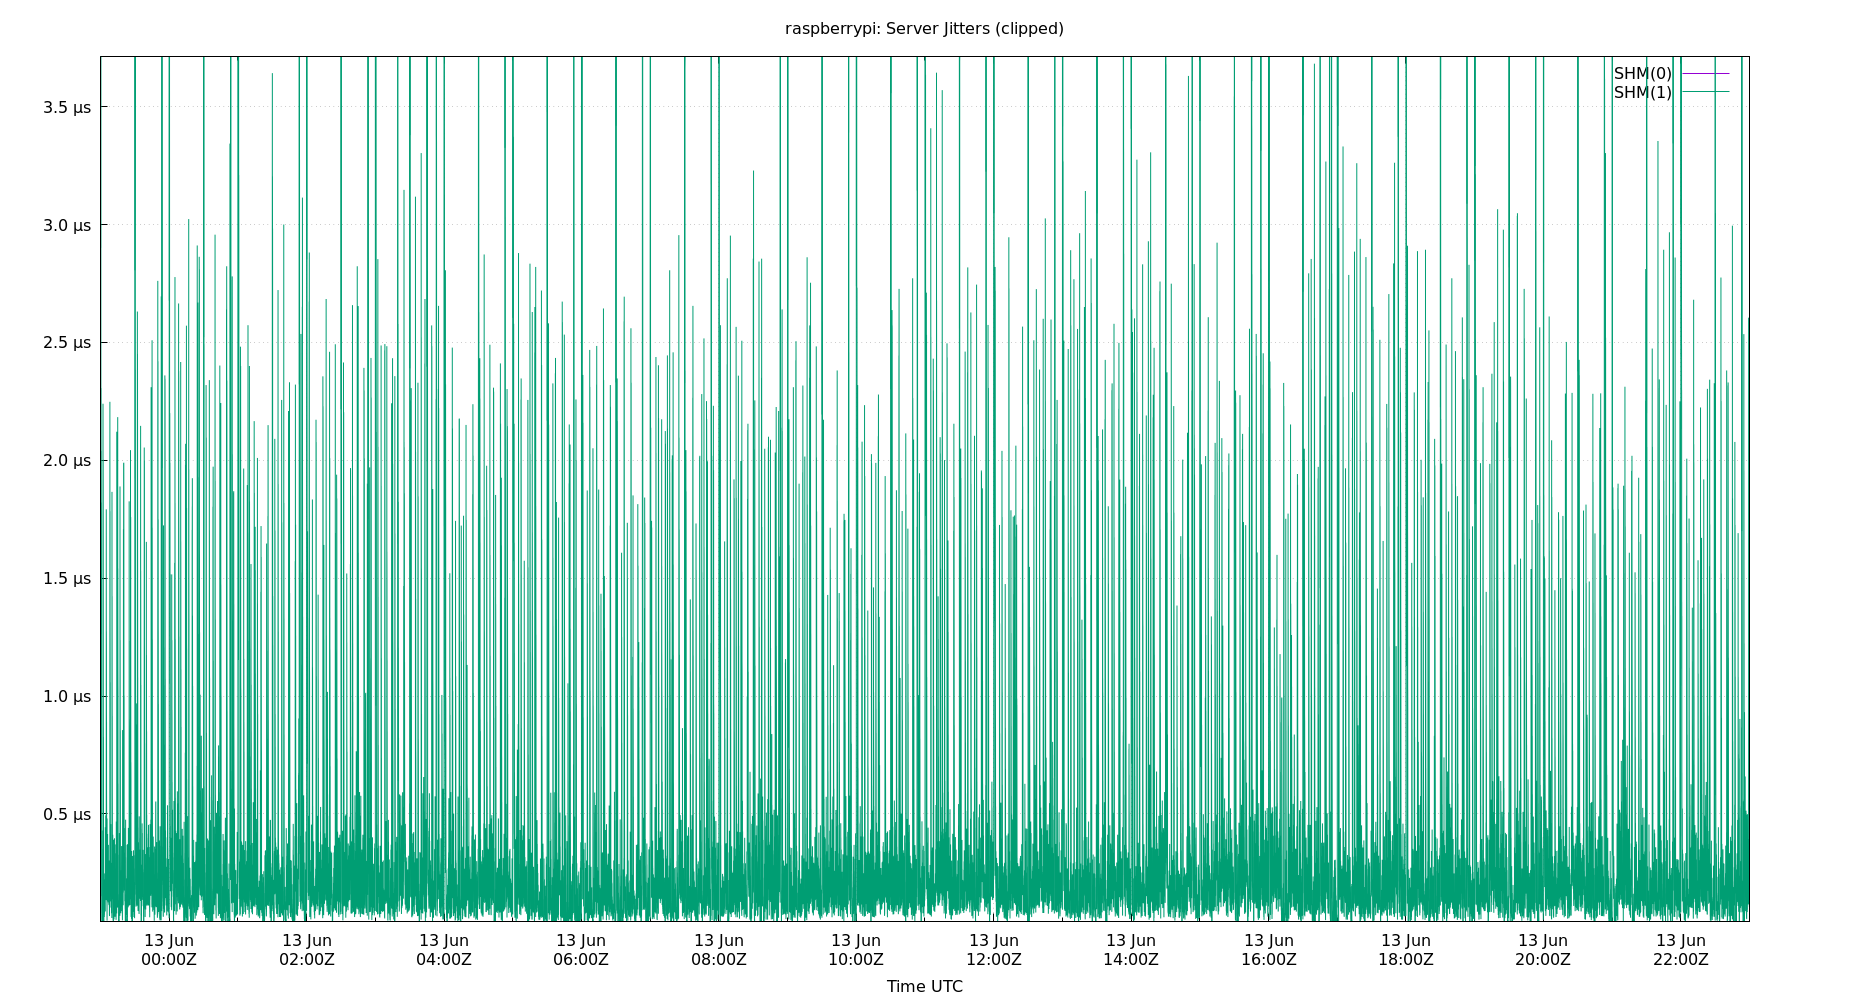 raspberrypi: Server Jitters (clipped)
SHM(0)
SHM(1)
3.5 µs
3.0 µs
2.5 µs
2.0 µs
1.5 µs
1.0 µs
0.5 µs
13 Jun 13 Jun 13 Jun 13 Jun 13 Jun 13 Jun 13 Jun 13 Jun 13 Jun 13 Jun 13 Jun 13 Jun
00:00Z 02:00Z 04:00Z 06:00Z 08:00Z 10:00Z 12:00Z 14:00Z 16:00Z 18:00Z 20:00Z 22:00Z
Time UTC